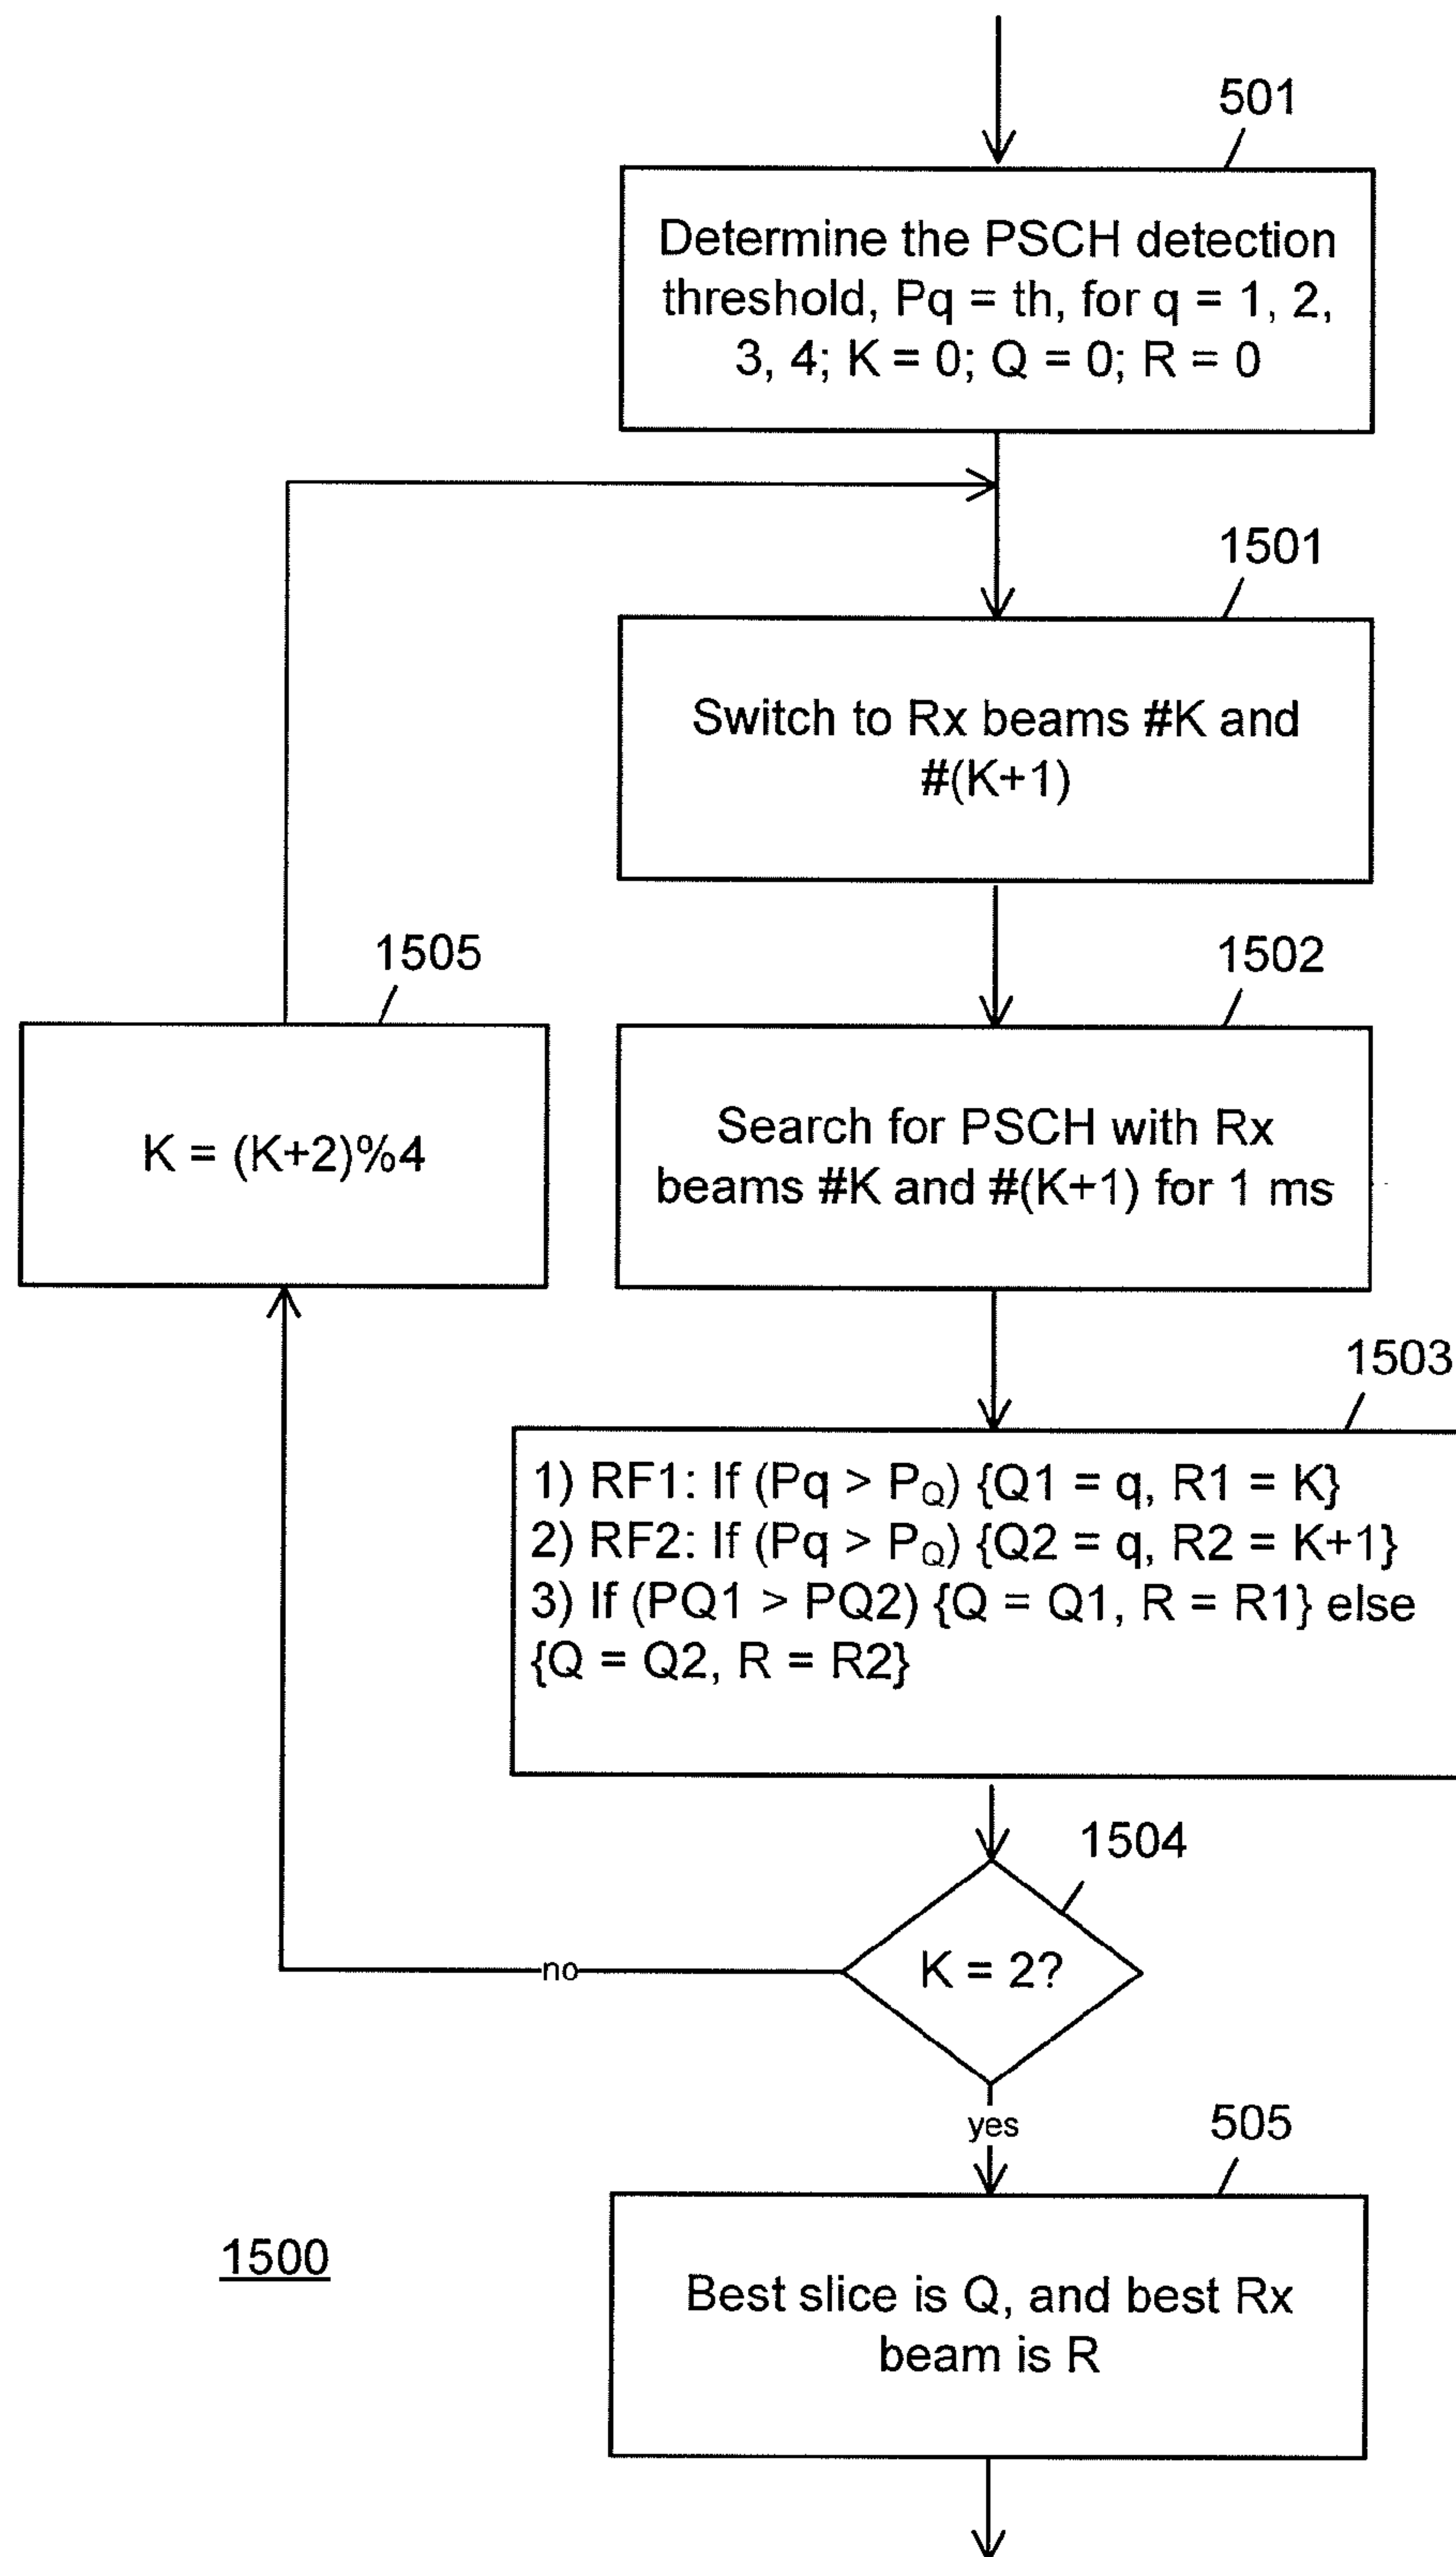 501
Determine the PSCH detection
threshold, Pq = th, for q = 1, 2,
3, 4; K = 0; Q = 0; R = 0
1501
Switch to Rx beams #K and
#(K+1)
1505
K = (K+2)%4
1502
Search for PSCH with Rx
beams #K and #(K+1) for 1 ms
1503
1) RF1: If (Pq > PQ) {Q1 = q, R1 = K}
2) RF2: If (Pq > PQ) {Q2 = q, R2 = K+1}
3) If (PQ1 > PQ2) {Q = Q1, R = R1} else
{Q = Q2, R = R2}
1504
K = 2?
no
yes
505
Best slice is Q, and best Rx
beam is R
1500